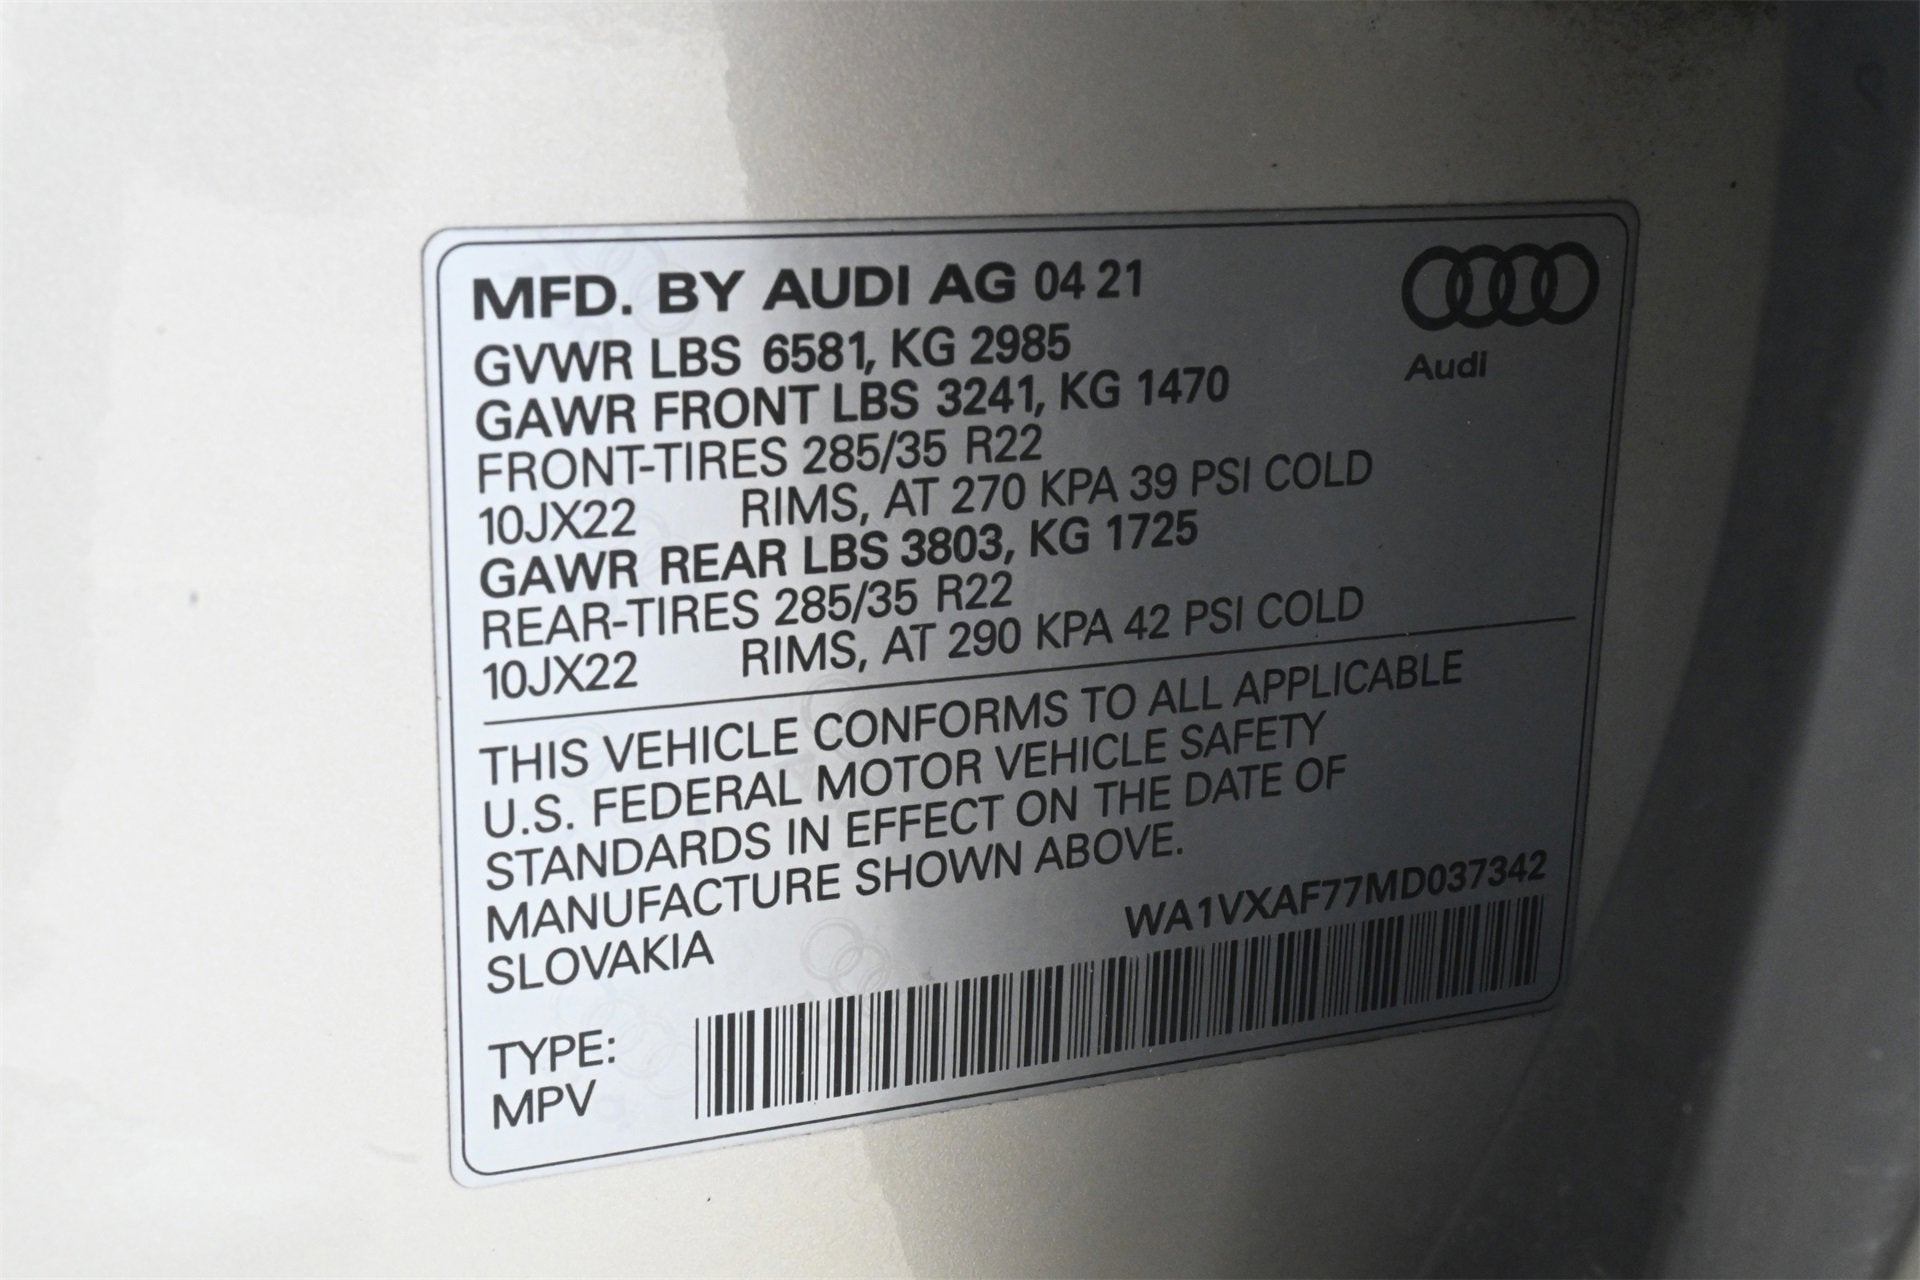 MFD. BY AUDI AG 04 21
Audi
GVWR LBS 6581, KG 2985
GAWR FRONT LBS 3241, KG 1470
FRONT-TIRES 285/35 R22
10JX22 RIMS, AT 270 KPA 39 PSI COLD
GAWR REAR LBS 3803, KG 1725
REAR-TIRES 285/35 R22
10JX22 RIMS, AT 290 KPA 42 PSI COLD
THIS VEHICLE CONFORMS TO ALL APPLICABLE
U.S. FEDERAL MOTOR VEHICLE SAFETY
STANDARDS IN EFFECT ON THE DATE OF
MANUFACTURE SHOWN ABOVE.
SLOVAKIA
WA1VXAF77MD037342
TYPE:
MPV